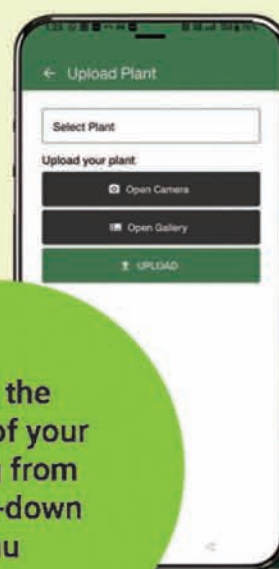 ← Upload Plant
Select Plant
Upload your plant
Open Camera
Open Gallery
UPLOAD
the
of your
from
-down